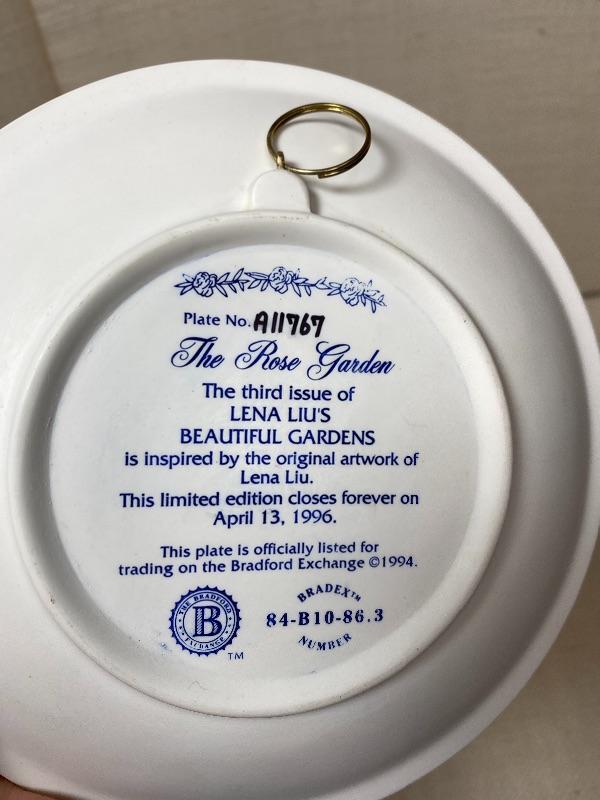 Plate No. A11767
The Rose Garden
The third issue of
LENA LIU'S
BEAUTIFUL GARDENS
is inspired by the original artwork of
Lena Liu.
This limited edition closes forever on
April 13, 1996.
This plate is officially listed for
trading on the Bradford Exchange ©1994.
THE BRADFORD
B
EXCHANGE
TM
BRADEX™
84-B10-86.3
NUMBER